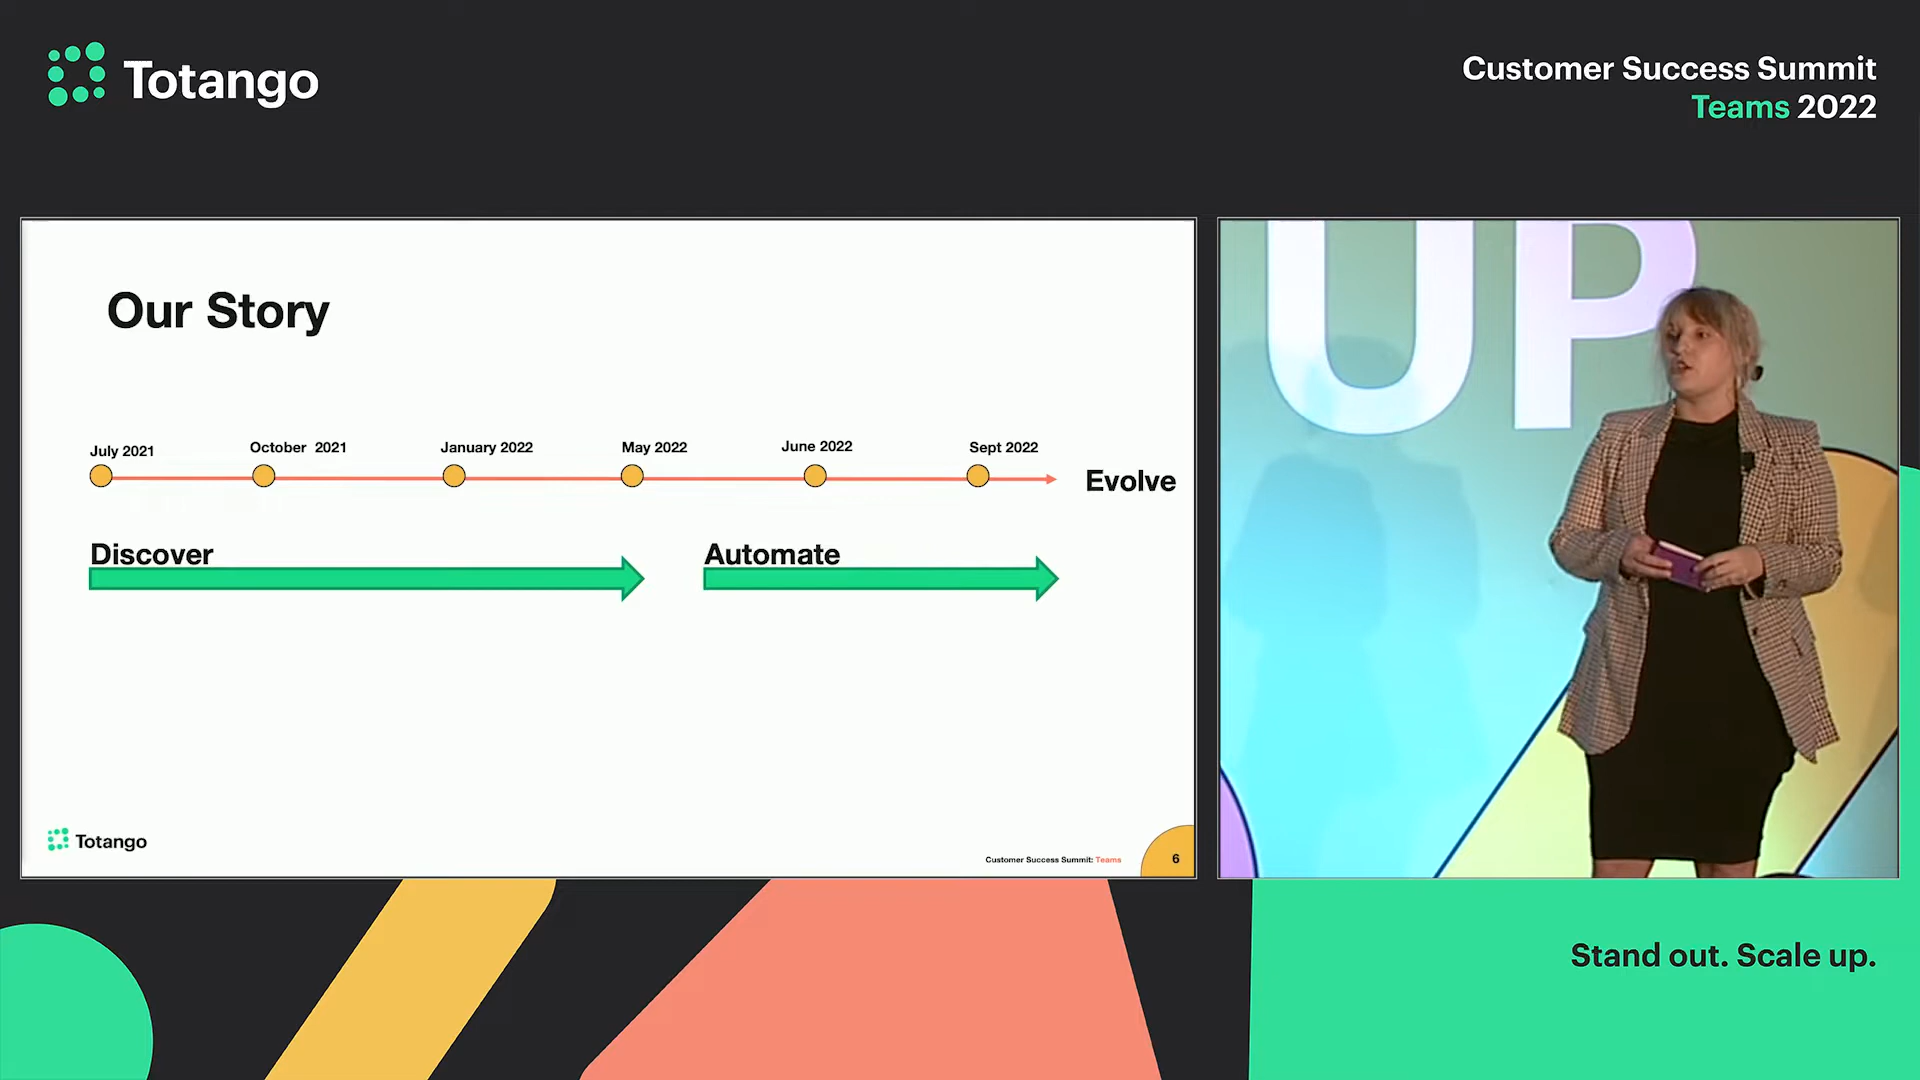 Totango
Customer Success Summit
Teams 2022
UP
Our Story
July 2021
October 2021
January 2022
May 2022
June 2022
Sept 2022
Evolve
Discover
Automate
Totango
Customer Success Summit: Teams
6
Stand out. Scale up.